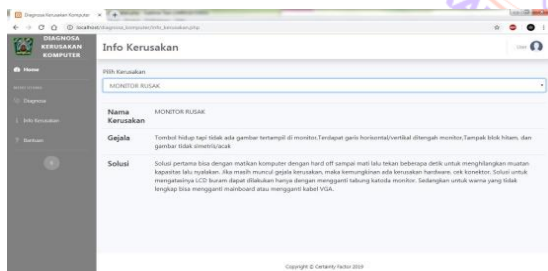 Diagnosa Kerusakan Komputer
localhost/diagnosa_komputer/info_kerusakan.php
DIAGNOSA
KERUSAKAN
KOMPUTER
Info Kerusakan
Home
Diagnosa
Info Kerusakan
Bantuan
Pilih Kerusakan
MONITOR RUSAK
Nama Kerusakan
MONITOR RUSAK
Gejala
Tombol hidup tapi tidak ada gambar tertampil di monitor,Terdapat garis horisontal/vertikal ditengah monitor,Tampak blok hitam, dan
gambar tidak simetris/acak
Solusi
Solusi pertama bisa dengan matikan komputer dengan hard off sampai mati lalu tekan beberapa detik untuk menghilangkan muatan
kapasitas lalu nyalakan. Jika masih muncul gejala kerusakan, maka kemungkinan ada kerusakan hardware. cek konektor. Solusi untuk
mengatasinya LCD buram dapat dilakukan hanya dengan mengganti tabung katoda monitor. Sedangkan untuk warna yang tidak
lengkap bisa mengganti mainboard atau mengganti kabel VGA.
Copyright © Certainty Factor 2019